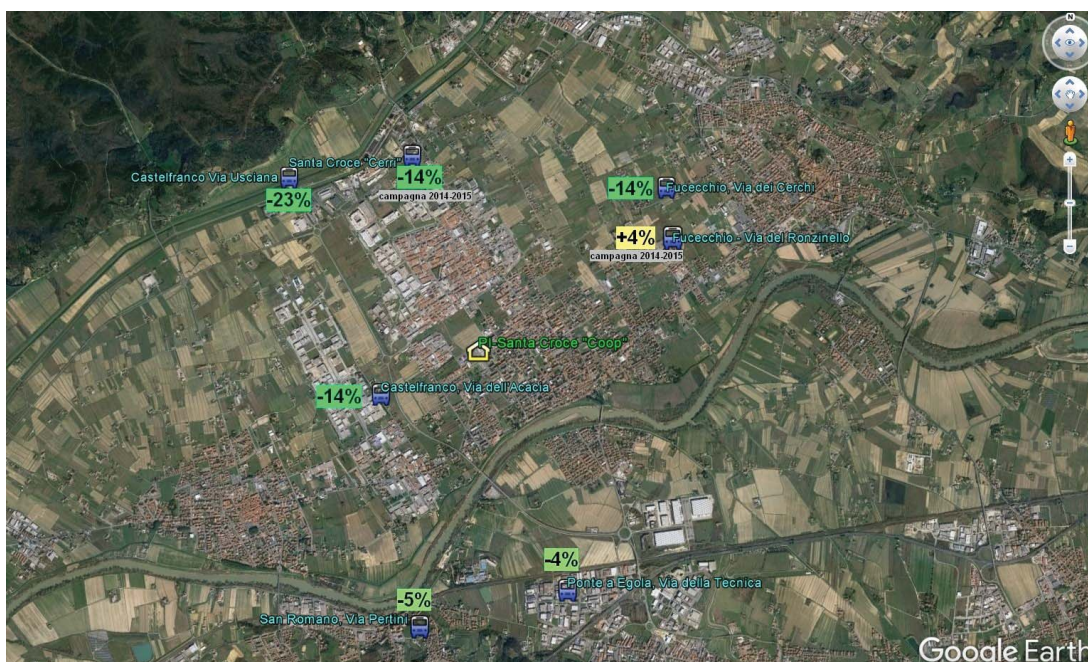 N
Santa Croce "Cerri"
Castelfranco Via Usciana
-14%
campagna 2014-2015
-23%
-14%
Fucecchio -Via dei Cerchi
+4%
Fucecchio - Via del Ronzinello
campagna 2014-2015
PI-Santa-Croce "Coop"
-14%
Castelfranco, Via dell'Acacia
-4%
Ponte a Egola, Via della Tecnica
-5%
San Romano, Via Pertini
Google Earth